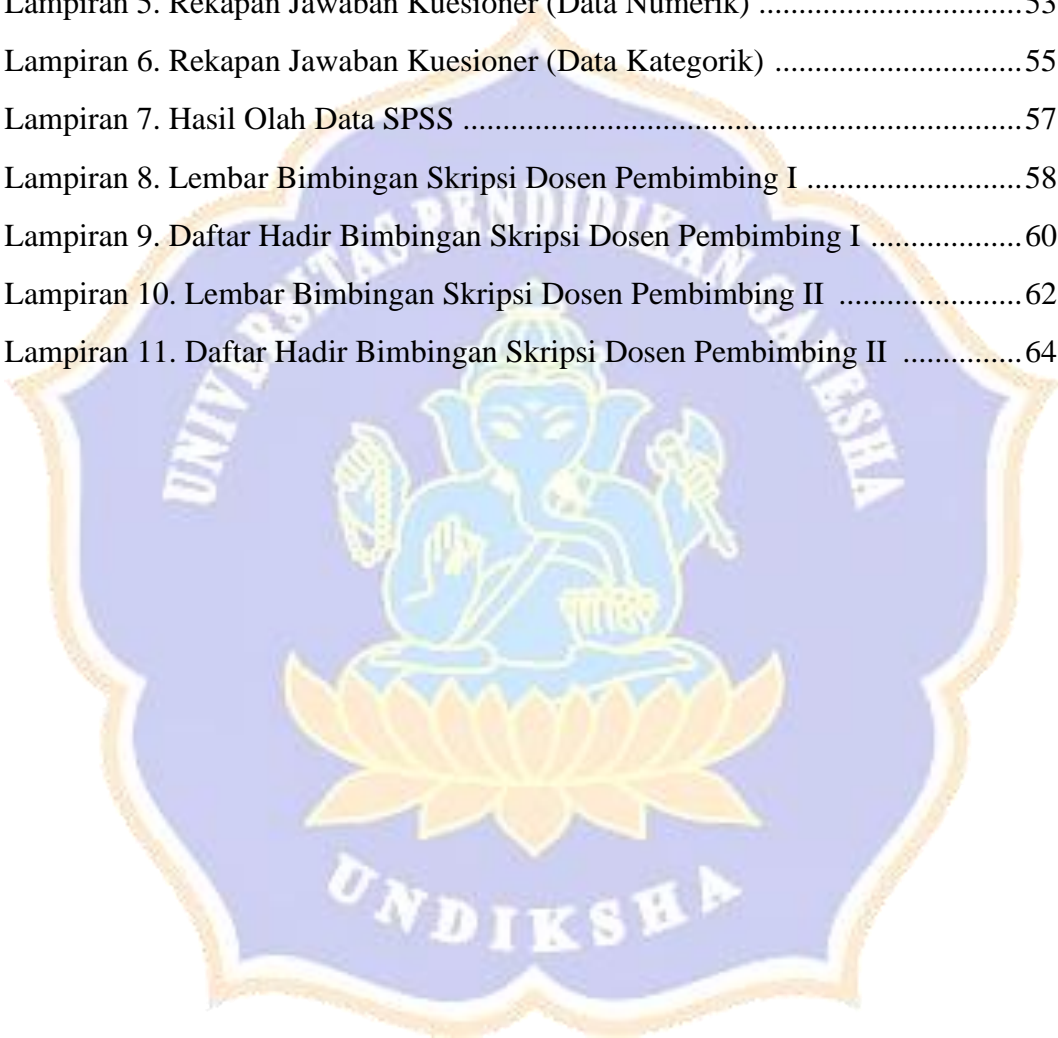 Lampiran 5. Rekapan Jawaban Kuesioner (Data Numerik) .................................53
Lampiran 6. Rekapan Jawaban Kuesioner (Data Kategorik) ...............................55
Lampiran 7. Hasil Olah Data SPSS .....................................................................57
Lampiran 8. Lembar Bimbingan Skripsi Dosen Pembimbing I ...........................58
Lampiran 9. Daftar Hadir Bimbingan Skripsi Dosen Pembimbing I ...................60
Lampiran 10. Lembar Bimbingan Skripsi Dosen Pembimbing II .......................62
Lampiran 11. Daftar Hadir Bimbingan Skripsi Dosen Pembimbing II ...............64
UNIVERSITAS PENDIDIKAN GANESHA
UNDIKSHA